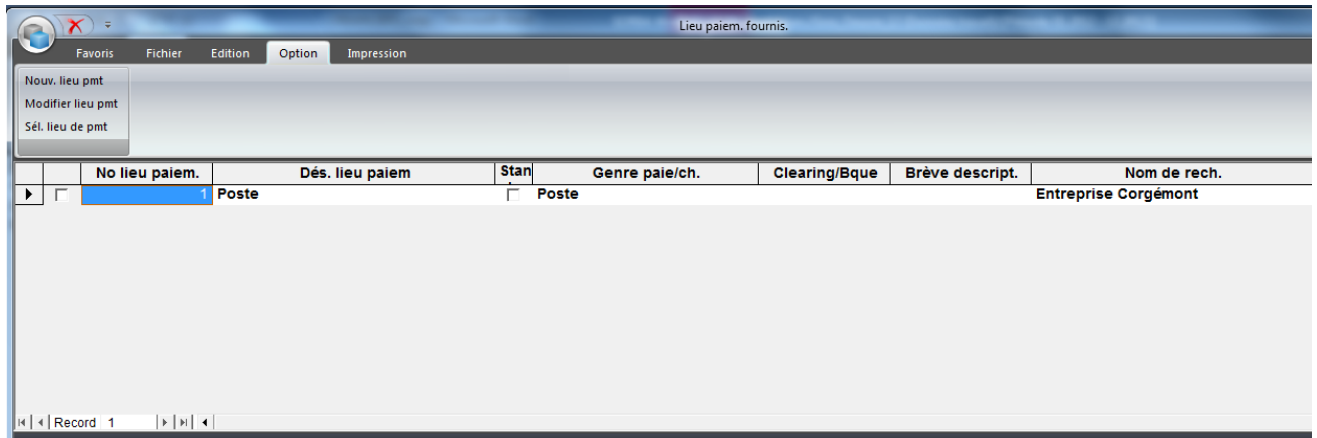 Lieu paiem. fournis.
Favoris Fichier Edition Option Impression
Nouv. lieu pmt
Modifier lieu pmt
Sél. lieu de pmt
No lieu paiem. Dés. lieu paiem Stan Genre paie/ch. Clearing/Bque Brève descript. Nom de rech.
1 Poste Poste Entreprise Corgémont
Record 1